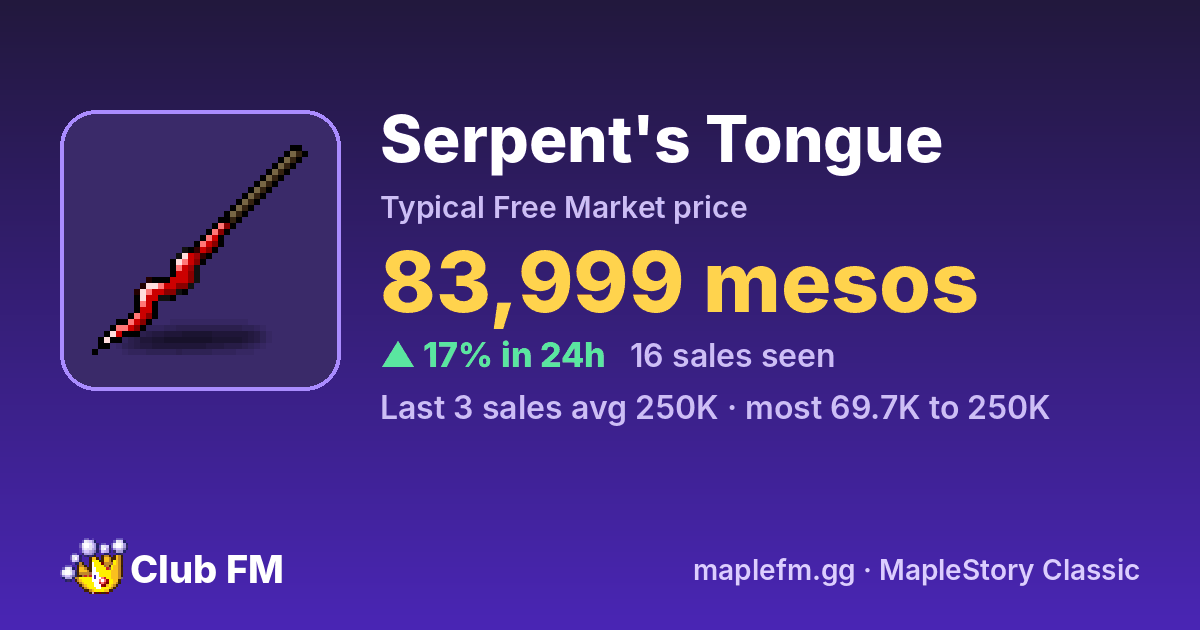 Serpent's Tongue
Typical Free Market price
83,999 mesos
▲ 17% in 24h 16 sales seen
Last 3 sales avg 250K · most 69.7K to 250K
Club FM
maplefm.gg · MapleStory Classic